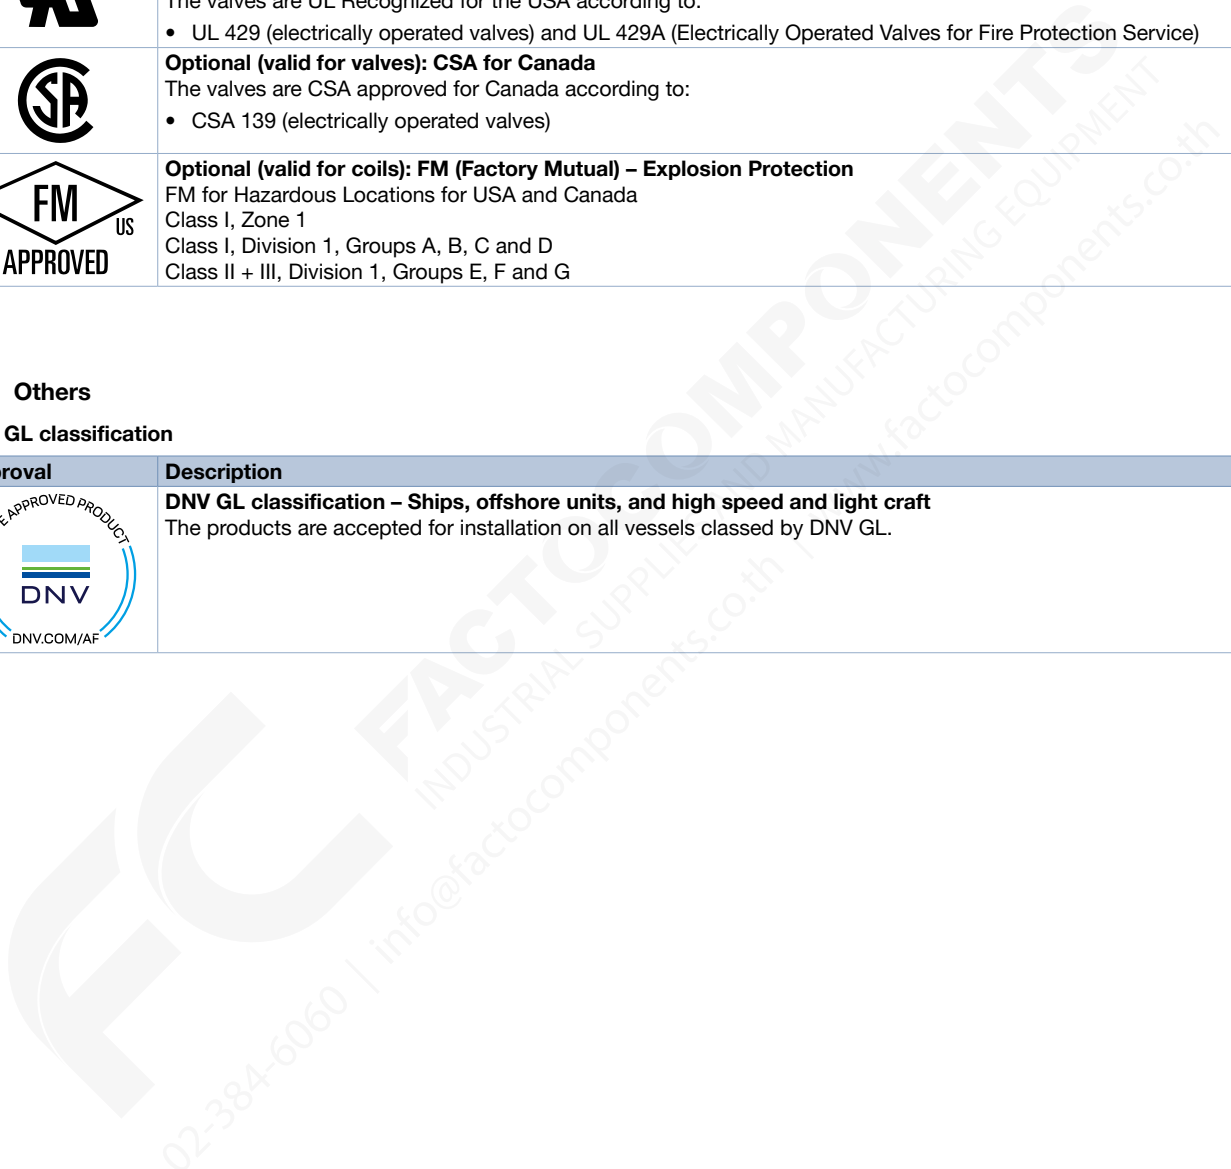 The valves are UL Recognized for the USA according to:
• UL 429 (electrically operated valves) and UL 429A (Electrically Operated Valves for Fire Protection Service)
Optional (valid for valves): CSA for Canada
The valves are CSA approved for Canada according to:
• CSA 139 (electrically operated valves)
FM
US
APPROVED
Optional (valid for coils): FM (Factory Mutual) – Explosion Protection
FM for Hazardous Locations for USA and Canada
Class I, Zone 1
Class I, Division 1, Groups A, B, C and D
Class II + III, Division 1, Groups E, F and G
Others
GL classification
roval Description
E APPROVED PRODUCT
DNV
DNV.COM/AF
DNV GL classification – Ships, offshore units, and high speed and light craft
The products are accepted for installation on all vessels classed by DNV GL.
FACTOCOMPONENTS
INDUSTRIAL SUPPLIE AND MANUFACTURING EQUIPMENT
02-384-6060 | info@factocomponents.co.th | www.factocomponents.co.th